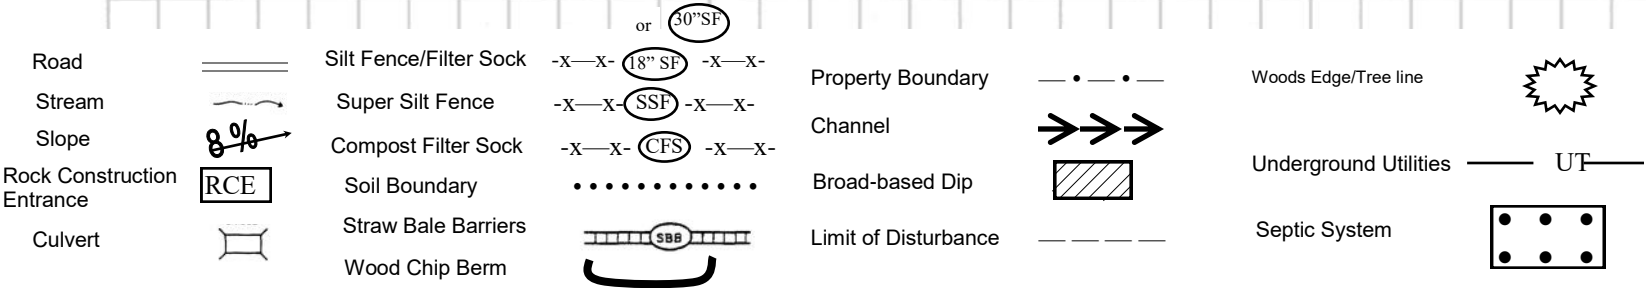 or 30”SF
Road
Silt Fence/Filter Sock -x—x- 18” SF -x—x-
Property Boundary
Woods Edge/Tree line
Stream
Super Silt Fence -x—x- SSF -x—x-
Channel
Slope 8%
Compost Filter Sock -x—x- CFS -x—x-
Underground Utilities UT
Rock Construction
Entrance RCE
Soil Boundary
Broad-based Dip
Culvert
Straw Bale Barriers SBB
Limit of Disturbance
Septic System
Wood Chip Berm